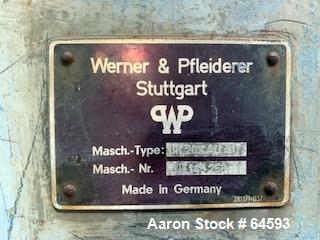 Werner & Pfleiderer
Stuttgart
WP
Masch.-Type:
Masch.- Nr.
Made in Germany
Aaron Stock # 64593